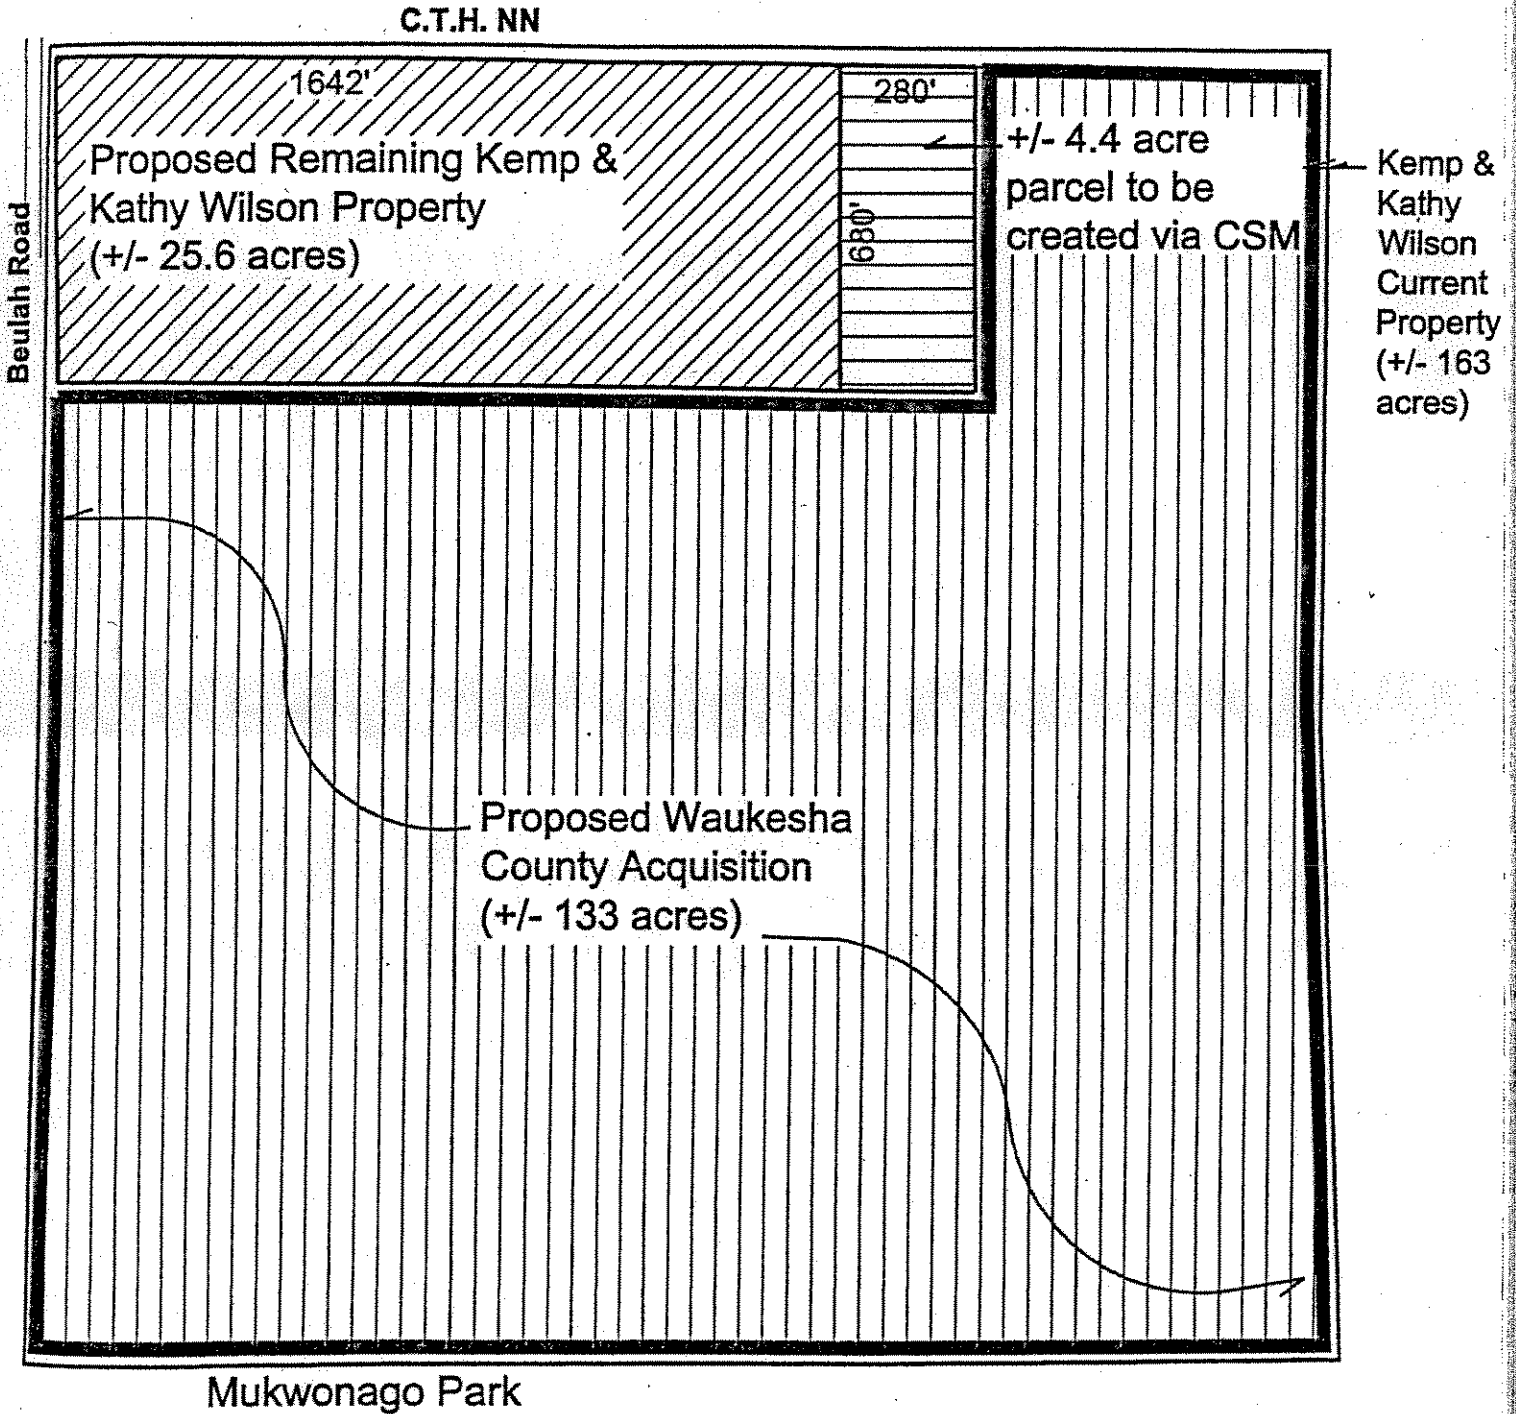 C.T.H. NN
1642'
280'
Proposed Remaining Kemp &
Kathy Wilson Property
(+/- 25.6 acres)
680'
+/- 4.4 acre
parcel to be
created via CSM
Kemp &
Kathy
Wilson
Current
Property
(+/- 163
acres)
Beulah Road
Proposed Waukesha
County Acquisition
(+/- 133 acres)
Mukwonago Park